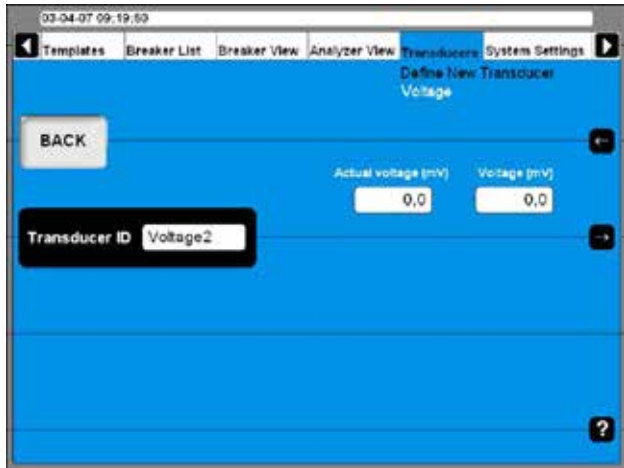 03-04-07 09:19:50
Templates Breaker List Breaker View Analyzer View Transducers System Settings
Define New Transducer
Voltage
BACK
←
Actual voltage (mV) Voltage (mV)
0,0 0,0
Transducer ID Voltage2
→
?